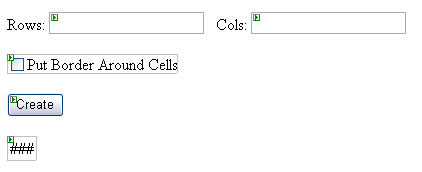 Rows: Cols:
Put Border Around Cells
Create
###